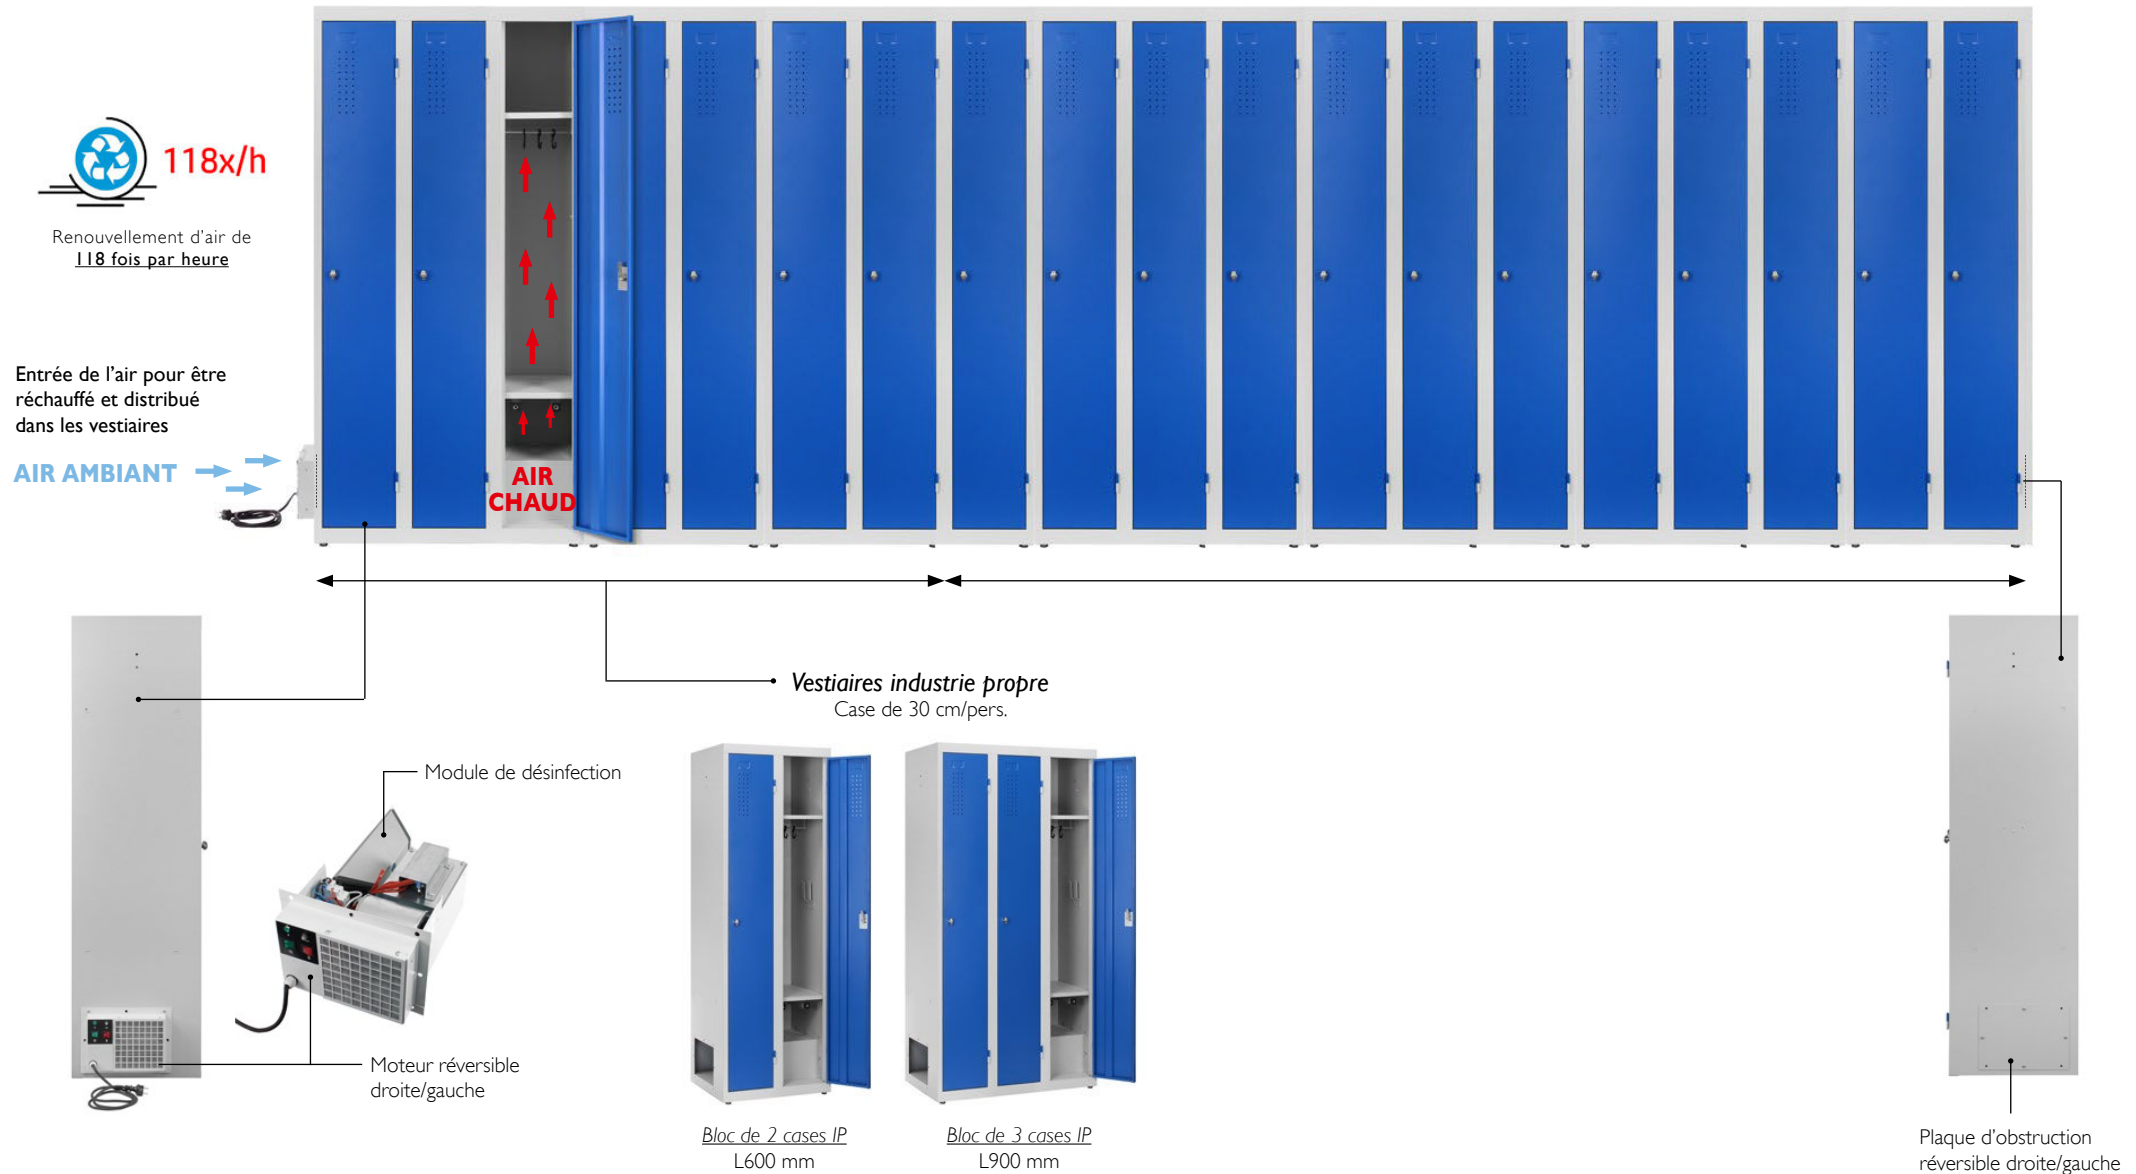 118x/h
Renouvellement d'air de
118 fois par heure
Entrée de l'air pour être
réchauffé et distribué
dans les vestiaires
AIR AMBIANT
AIR
CHAUD
Vestiaires industrie propre
Case de 30 cm/pers.
Module de désinfection
Moteur réversible
droite/gauche
Bloc de 2 cases IP
L600 mm
Bloc de 3 cases IP
L900 mm
Plaque d'obstruction
réversible droite/gauche